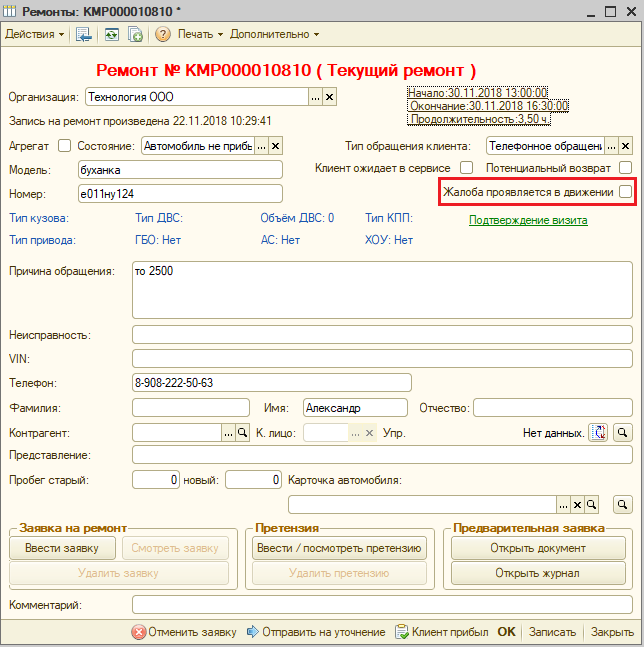 Ремонты: КМР000010810 *
Действия Печать Дополнительно
Ремонт № КМР000010810 ( Текущий ремонт )
Организация: Технология ООО
Начало:30.11.2018 13:00:00
Окончание:30.11.2018 16:30:00
Продолжительность:3,50 ч.
Запись на ремонт произведена 22.11.2018 10:29:41
Агрегат Состояние: Автомобиль не прибы Тип обращения клиента: Телефонное обращени
Модель: буханка Клиент ожидает в сервисе Потенциальный возврат
Номер: е011ну124 Жалоба проявляется в движении
Тип кузова: Тип ДВС: Объём ДВС: 0 Тип КПП: Подтверждение визита
Тип привода: ГБО: Нет АС: Нет ХОУ: Нет
Причина обращения: то 2500
Неисправность:
VIN:
Телефон: 8-908-222-50-63
Фамилия: Имя: Александр Отчество:
Контрагент: К. лицо: Упр. Нет данных.
Представление:
Пробег старый: 0 новый: 0 Карточка автомобиля:
Заявка на ремонт Претензия Предварительная заявка
Ввести заявку Смотреть заявку Ввести / посмотреть претензию Открыть документ
Удалить заявку Удалить претензию Открыть журнал
Комментарий:
Отменить заявку Отправить на уточнение Клиент прибыл ОК Записать Закрыть